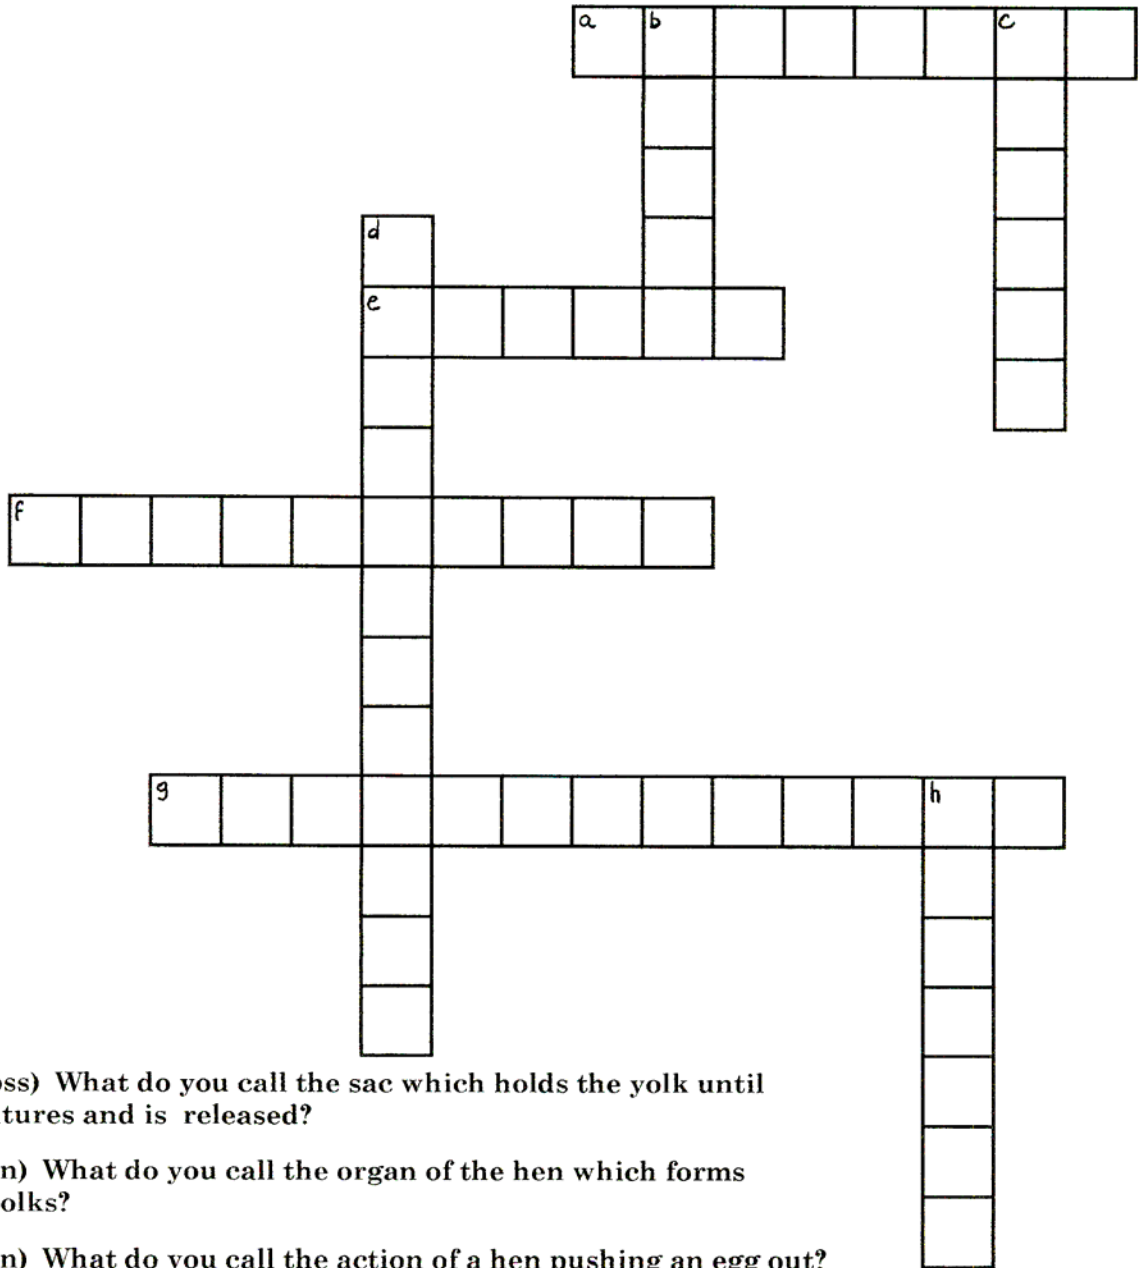 a b c
d
e
f
g h
oss) What do you call the sac which holds the yolk until
tures and is released?
n) What do you call the organ of the hen which forms
olks?
n) What do you call the action of a hen pushing an egg out?